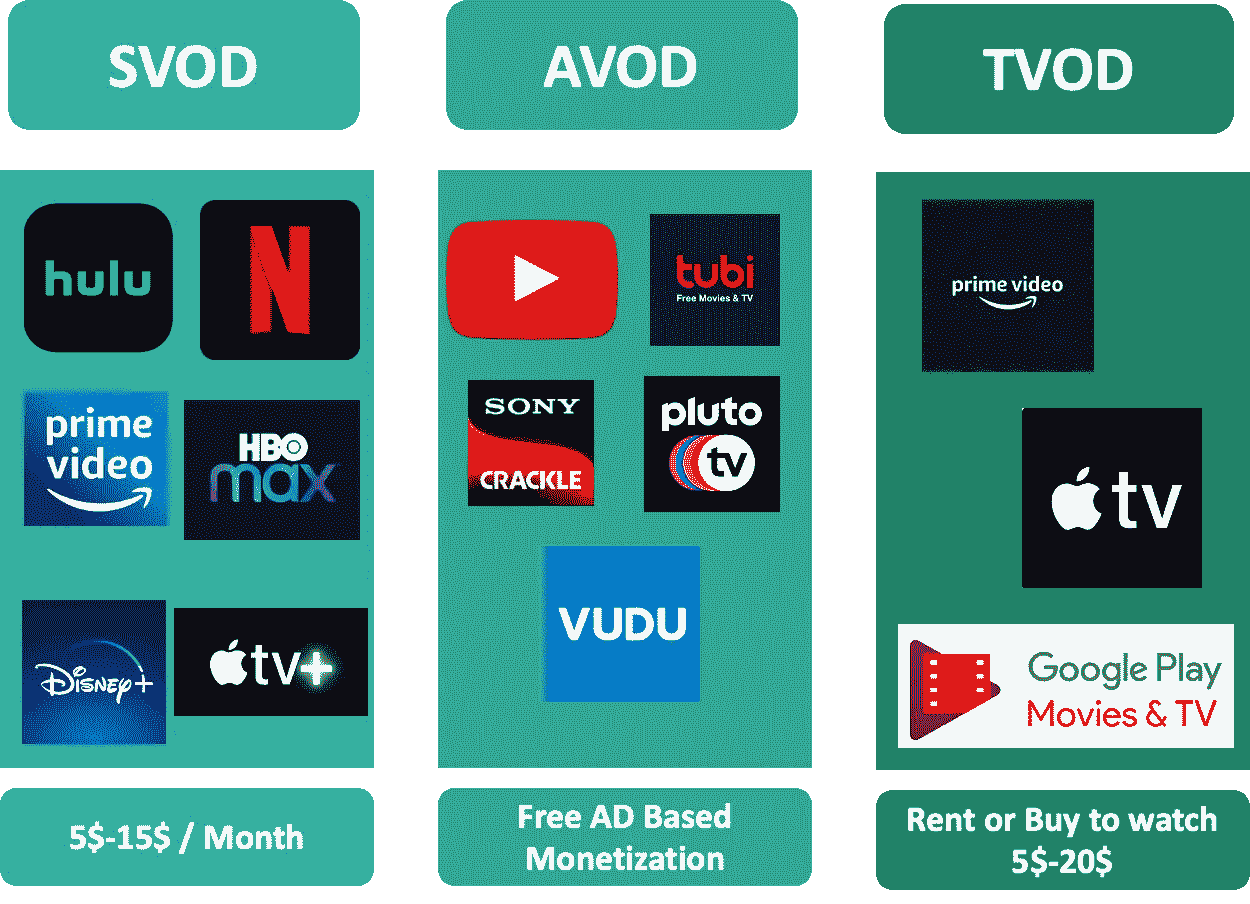 SVOD
hulu
N
prime
video
HBO
max
Disney+
tv+
5$-15$ / Month
AVOD
tubi
Free Movies & TV
SONY
CRACKLE
pluto
tv
VUDU
Free AD Based
Monetization
TVOD
prime video
tv
Google Play
Movies & TV
Rent or Buy to watch
5$-20$